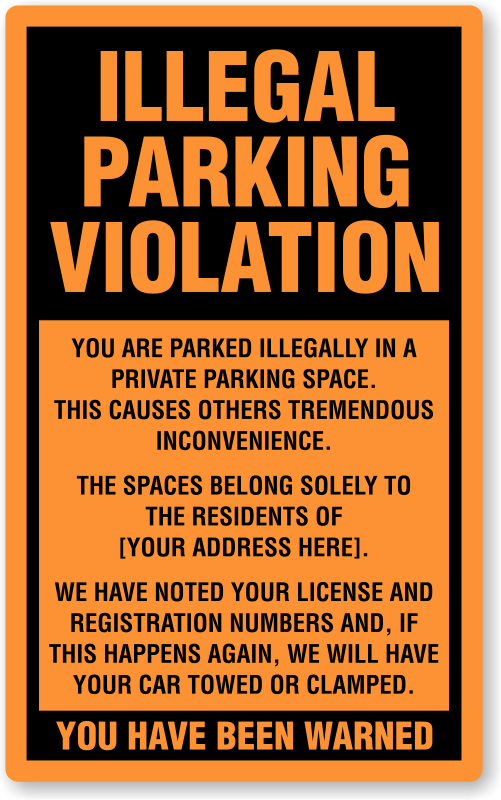 ILLEGAL
PARKING
VIOLATION
YOU ARE PARKED ILLEGALLY IN A
PRIVATE PARKING SPACE.
THIS CAUSES OTHERS TREMENDOUS
INCONVENIENCE.
THE SPACES BELONG SOLELY TO
THE RESIDENTS OF
[YOUR ADDRESS HERE].
WE HAVE NOTED YOUR LICENSE AND
REGISTRATION NUMBERS AND, IF
THIS HAPPENS AGAIN, WE WILL HAVE
YOUR CAR TOWED OR CLAMPED.
YOU HAVE BEEN WARNED